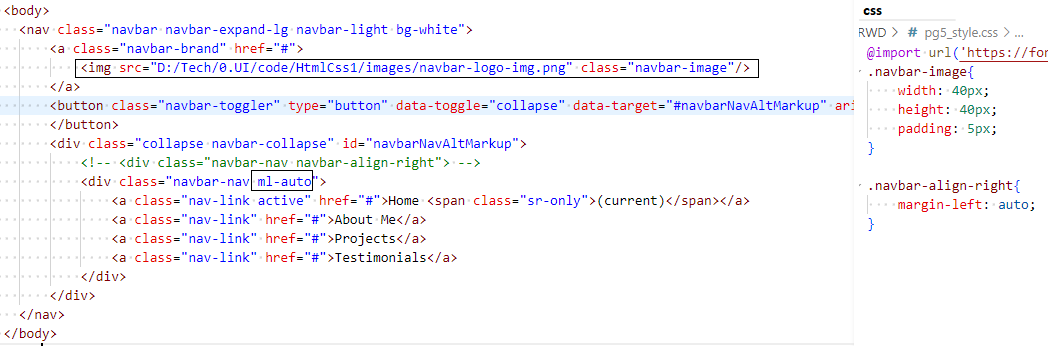 <body>
<nav class="navbar navbar-expand-lg navbar-light bg-white">
<a class="navbar-brand" href="#">
<img src="D:/Tech/0.UI/code/HtmlCss1/images/navbar-logo-img.png" class="navbar-image"/>
</a>
<button class="navbar-toggler" type="button" data-toggle="collapse" data-target="#navbarNavAltMarkup" ari
</button>
<div class="collapse navbar-collapse" id="navbarNavAltMarkup">
<!-- <div class="navbar-nav navbar-align-right"> -->
<div class="navbar-nav ml-auto">
<a class="nav-link active" href="#">Home <span class="sr-only">(current)</span></a>
<a class="nav-link" href="#">About Me</a>
<a class="nav-link" href="#">Projects</a>
<a class="nav-link" href="#">Testimonials</a>
</div>
</div>
</nav>
</body>
css
RWD > # pg5_style.css > ...
@import url('https://fon
.navbar-image{
width: 40px;
height: 40px;
padding: 5px;
}
.navbar-align-right{
margin-left: auto;
}